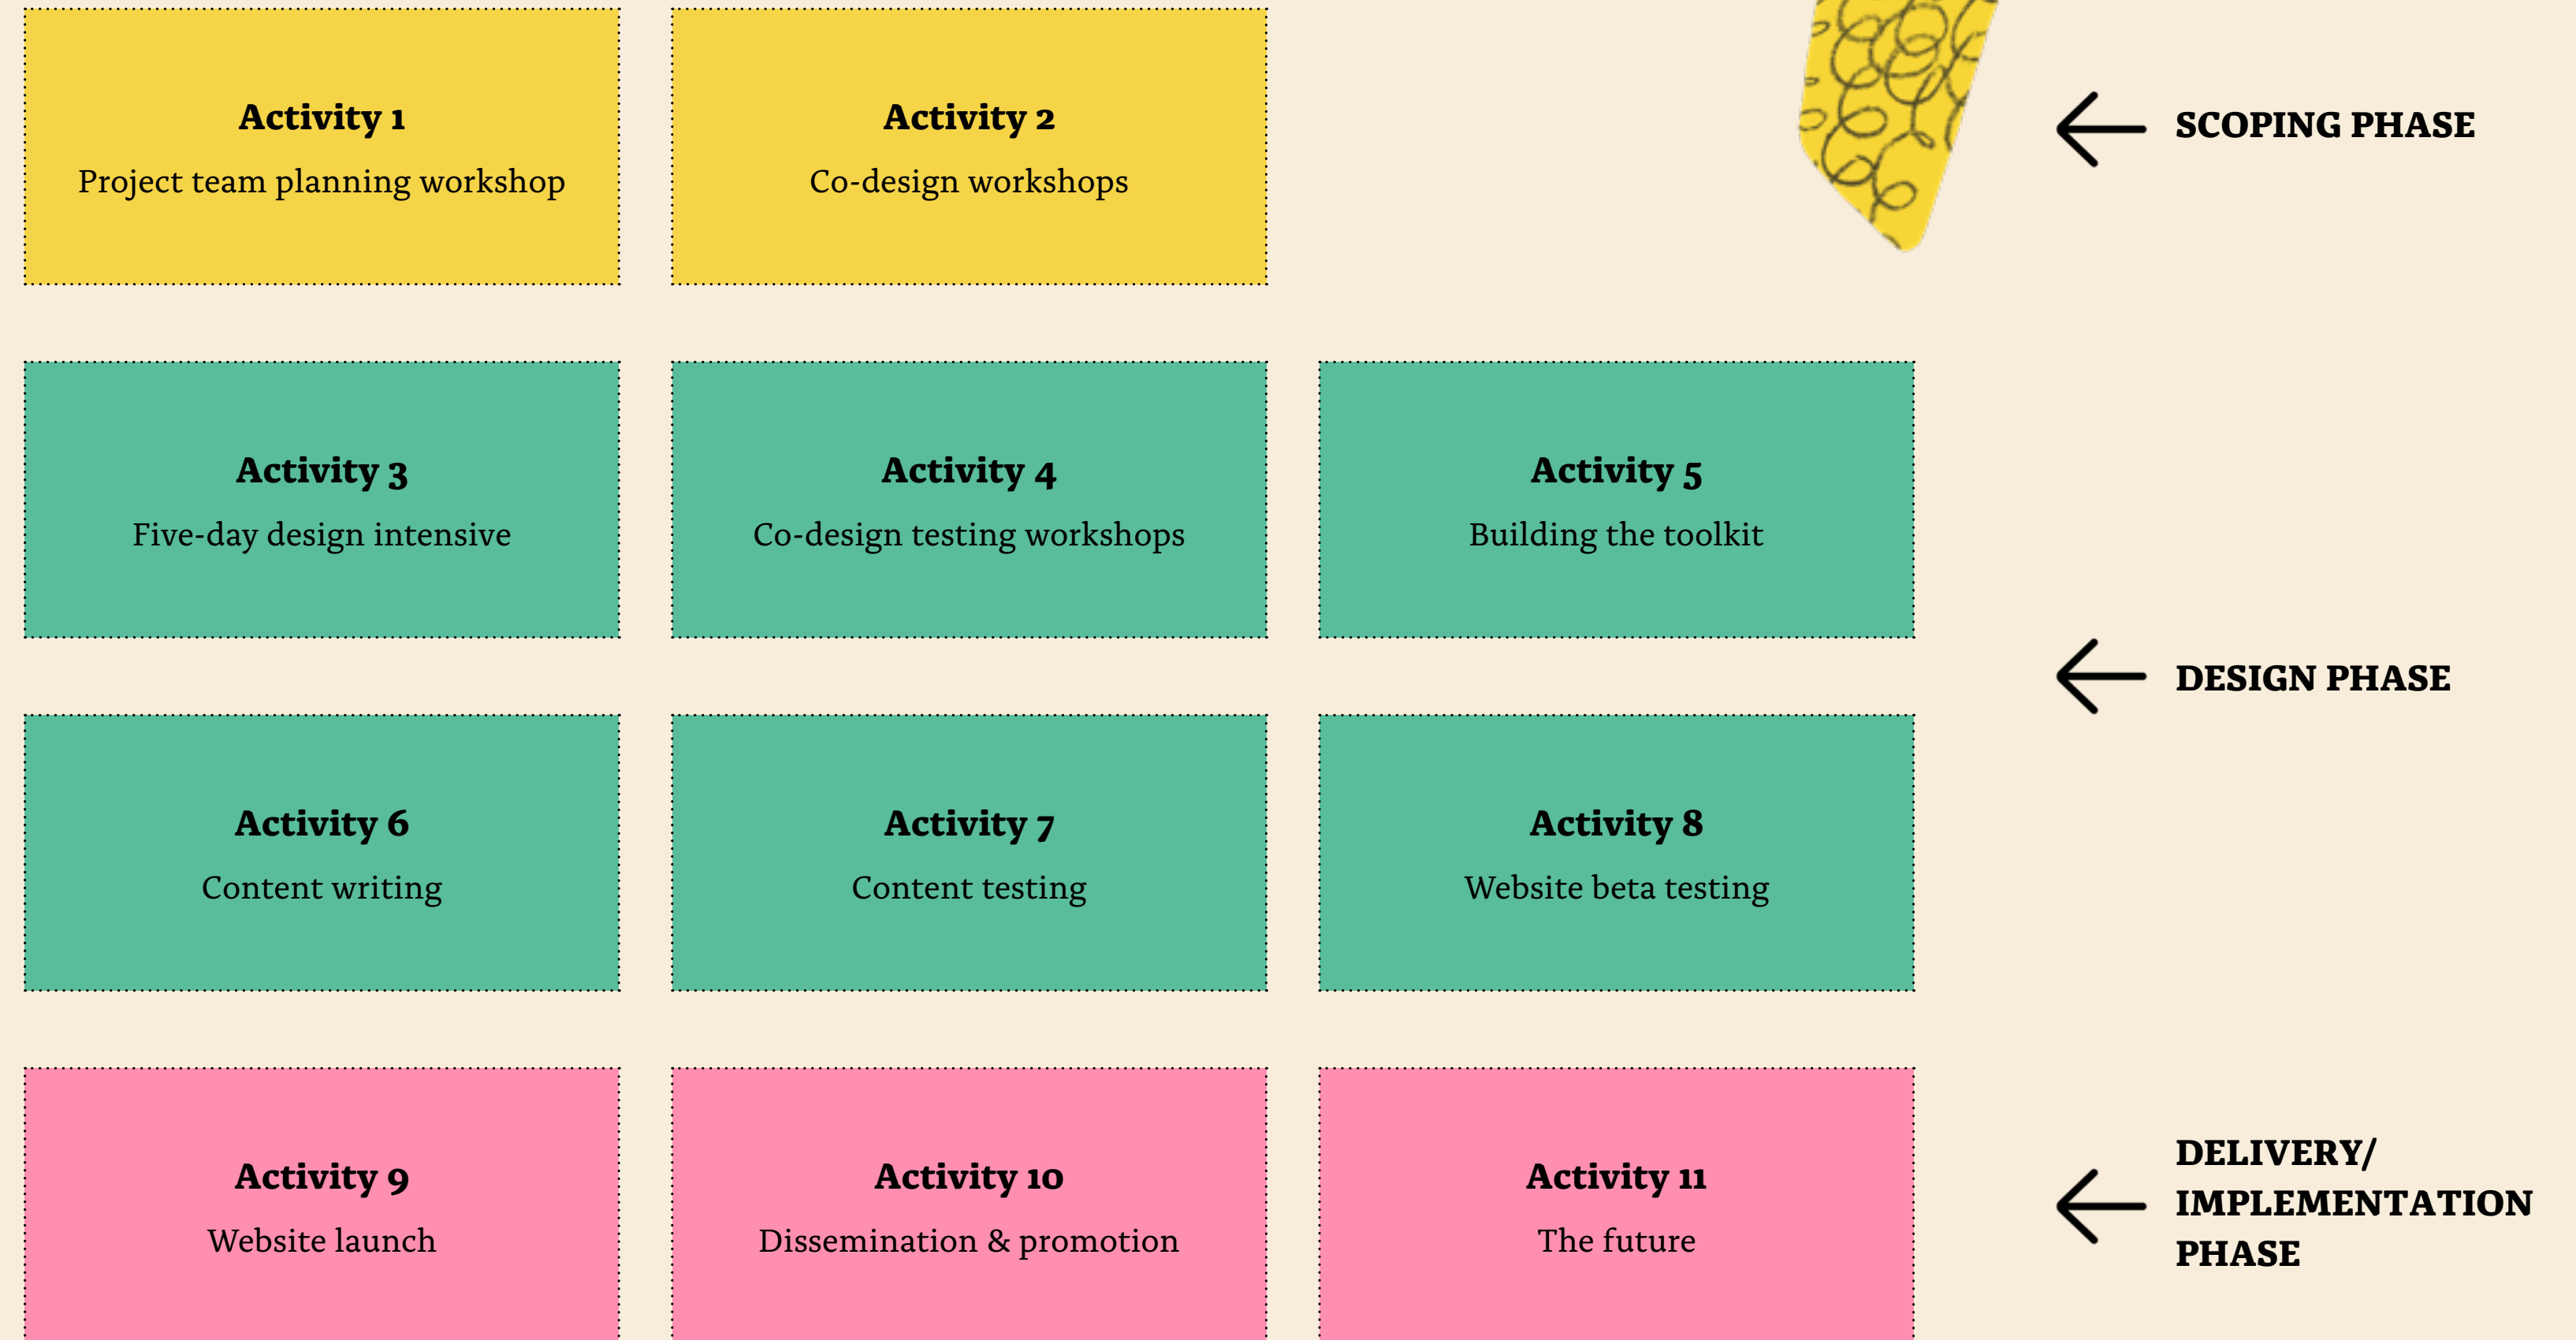 Activity 1
Project team planning workshop
Activity 2
Co-design workshops
SCOPING PHASE
Activity 3
Five-day design intensive
Activity 4
Co-design testing workshops
Activity 5
Building the toolkit
DESIGN PHASE
Activity 6
Content writing
Activity 7
Content testing
Activity 8
Website beta testing
Activity 9
Website launch
Activity 10
Dissemination & promotion
Activity 11
The future
DELIVERY/
IMPLEMENTATION
PHASE